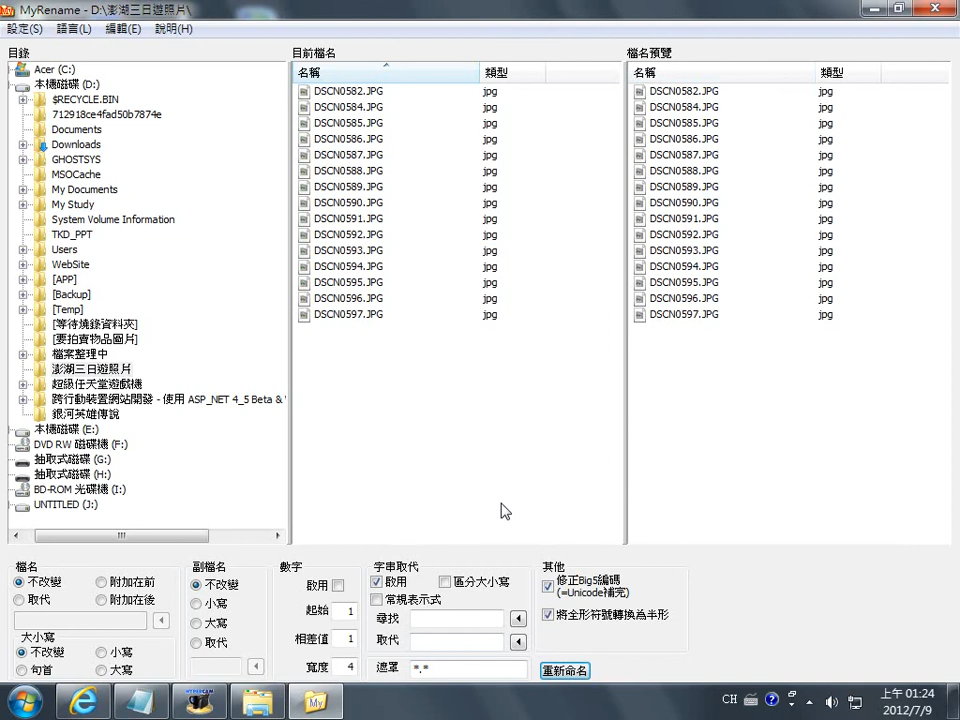 MyRename - D:\澎湖三日遊照片\
設定(S) 語言(L) 編輯(E) 說明(H)
目錄
Acer (C:)
本機磁碟 (D:)
$RECYCLE.BIN
712918ce4fad50b7874e
Documents
Downloads
GHOSTSYS
MSOCache
My Documents
My Study
System Volume Information
TKD_PPT
Users
WebSite
[APP]
[Backup]
[Temp]
[等待燒錄資料夾]
[要拍賣物品圖片]
檔案整理中
澎湖三日遊照片
超級任天堂遊戲機
跨行動裝置網站開發 - 使用 ASP_NET 4_5 Beta &
銀河英雄傳說
本機磁碟 (E:)
DVD RW 磁碟機 (F:)
抽取式磁碟 (G:)
抽取式磁碟 (H:)
BD-ROM 光碟機 (I:)
UNTITLED (J:)
目前檔名
名稱 類型
DSCN0582.JPG jpg
DSCN0584.JPG jpg
DSCN0585.JPG jpg
DSCN0586.JPG jpg
DSCN0587.JPG jpg
DSCN0588.JPG jpg
DSCN0589.JPG jpg
DSCN0590.JPG jpg
DSCN0591.JPG jpg
DSCN0592.JPG jpg
DSCN0593.JPG jpg
DSCN0594.JPG jpg
DSCN0595.JPG jpg
DSCN0596.JPG jpg
DSCN0597.JPG jpg
檔名預覽
名稱 類型
DSCN0582.JPG jpg
DSCN0584.JPG jpg
DSCN0585.JPG jpg
DSCN0586.JPG jpg
DSCN0587.JPG jpg
DSCN0588.JPG jpg
DSCN0589.JPG jpg
DSCN0590.JPG jpg
DSCN0591.JPG jpg
DSCN0592.JPG jpg
DSCN0593.JPG jpg
DSCN0594.JPG jpg
DSCN0595.JPG jpg
DSCN0596.JPG jpg
DSCN0597.JPG jpg
檔名
不改變 附加在前
取代 附加在後
大小寫
不改變 小寫
句首 大寫
副檔名
不改變
小寫
大寫
取代
數字
啟用
起始 1
相差值 1
寬度 4
字串取代
啟用 區分大小寫
常規表示式
尋找
取代
遮罩 *.*
其他
修正Big5編碼
(=Unicode補完)
將全形符號轉換為半形
重新命名
My
CH
上午 01:24
2012/7/9